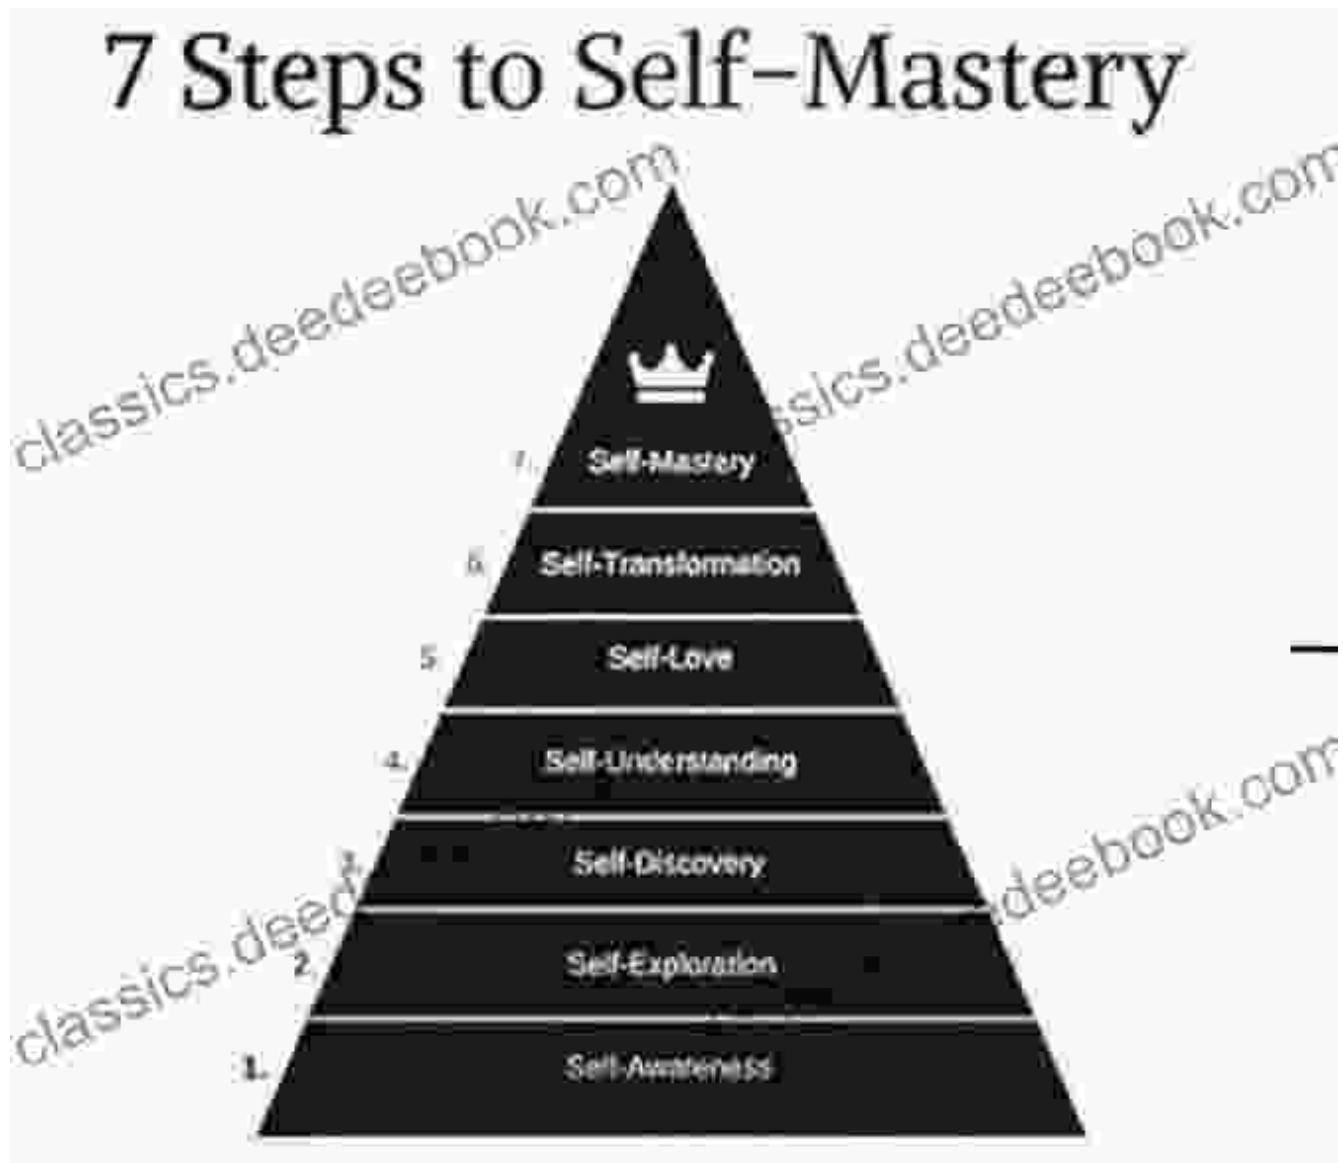 7 Steps to Self-Mastery
classics.deedeebook.com
ssics.deedeebook.com
7. Self-Mastery
6. Self-Transformation
5. Self-Love
4. Self-Understanding
3. Self-Discovery
classics.deed
deebook.com
2. Self-Exploration
1. Self-Awareness